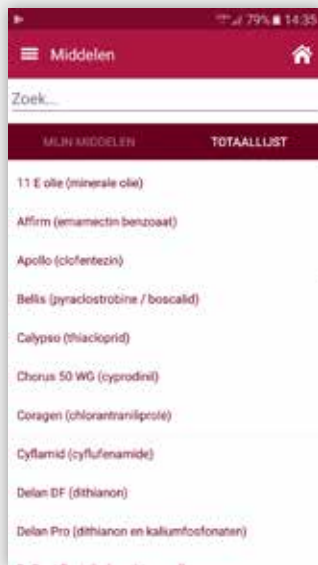 79% 14:35
Middelen
Zoek...
MIJN MIDDELEN TOTAALLIJST
11 E olie (minerale olie)
Affirm (emamectin benzoaat)
Apollo (clofentezin)
Bellis (pyraclostrobine / boscalid)
Calypso (thiacloprid)
Chorus 50 WG (cyprodinil)
Coragen (chlorantraniliprole)
Cyflamid (cyflufenamide)
Delan DF (dithianon)
Delan Pro (dithianon en kaliumfosfonaten)